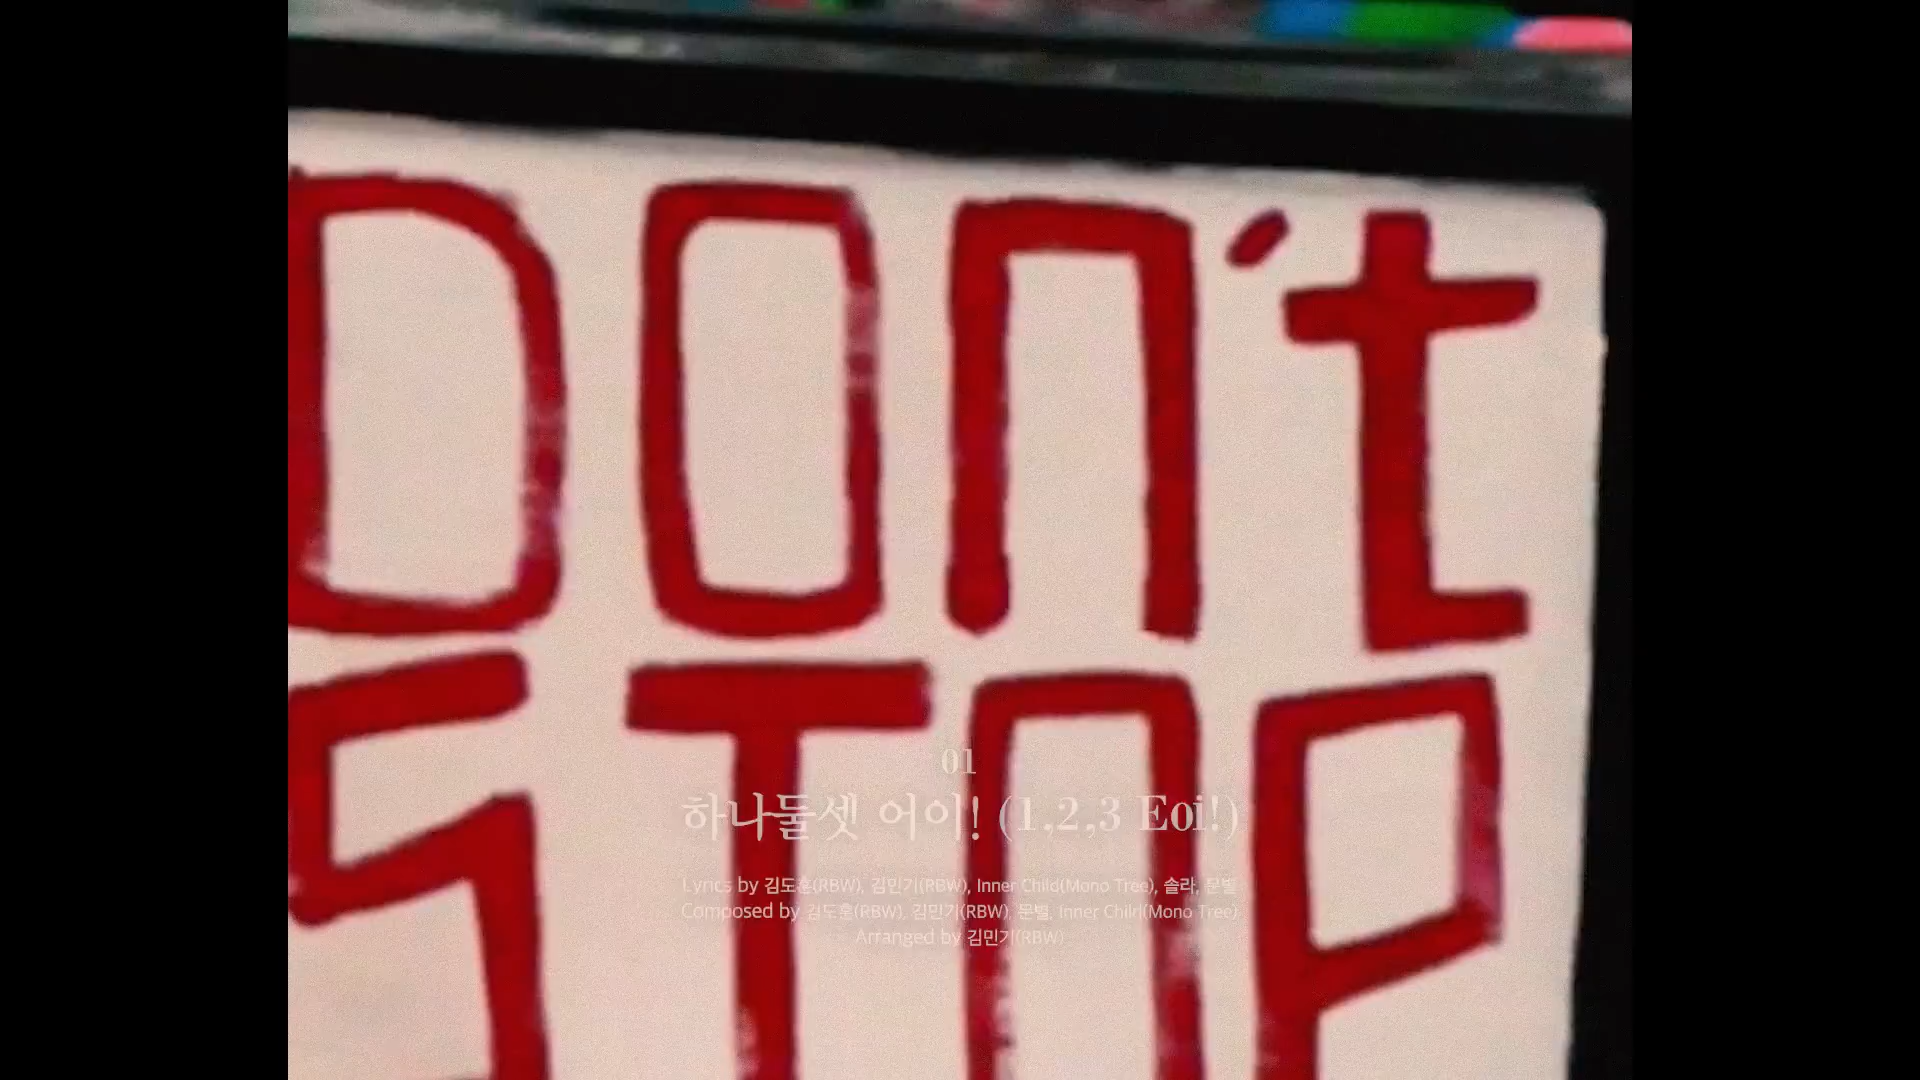 Don't
STOP
01
하나둘셋 어이! (1,2,3 Eoi!)
Lyrics by 김도훈(RBW), 김민기(RBW), Inner Child(Mono Tree), 솔라, 문별
Composed by 김도훈(RBW), 김민기(RBW), 문별, Inner Child(Mono Tree)
Arranged by 김민기(RBW)